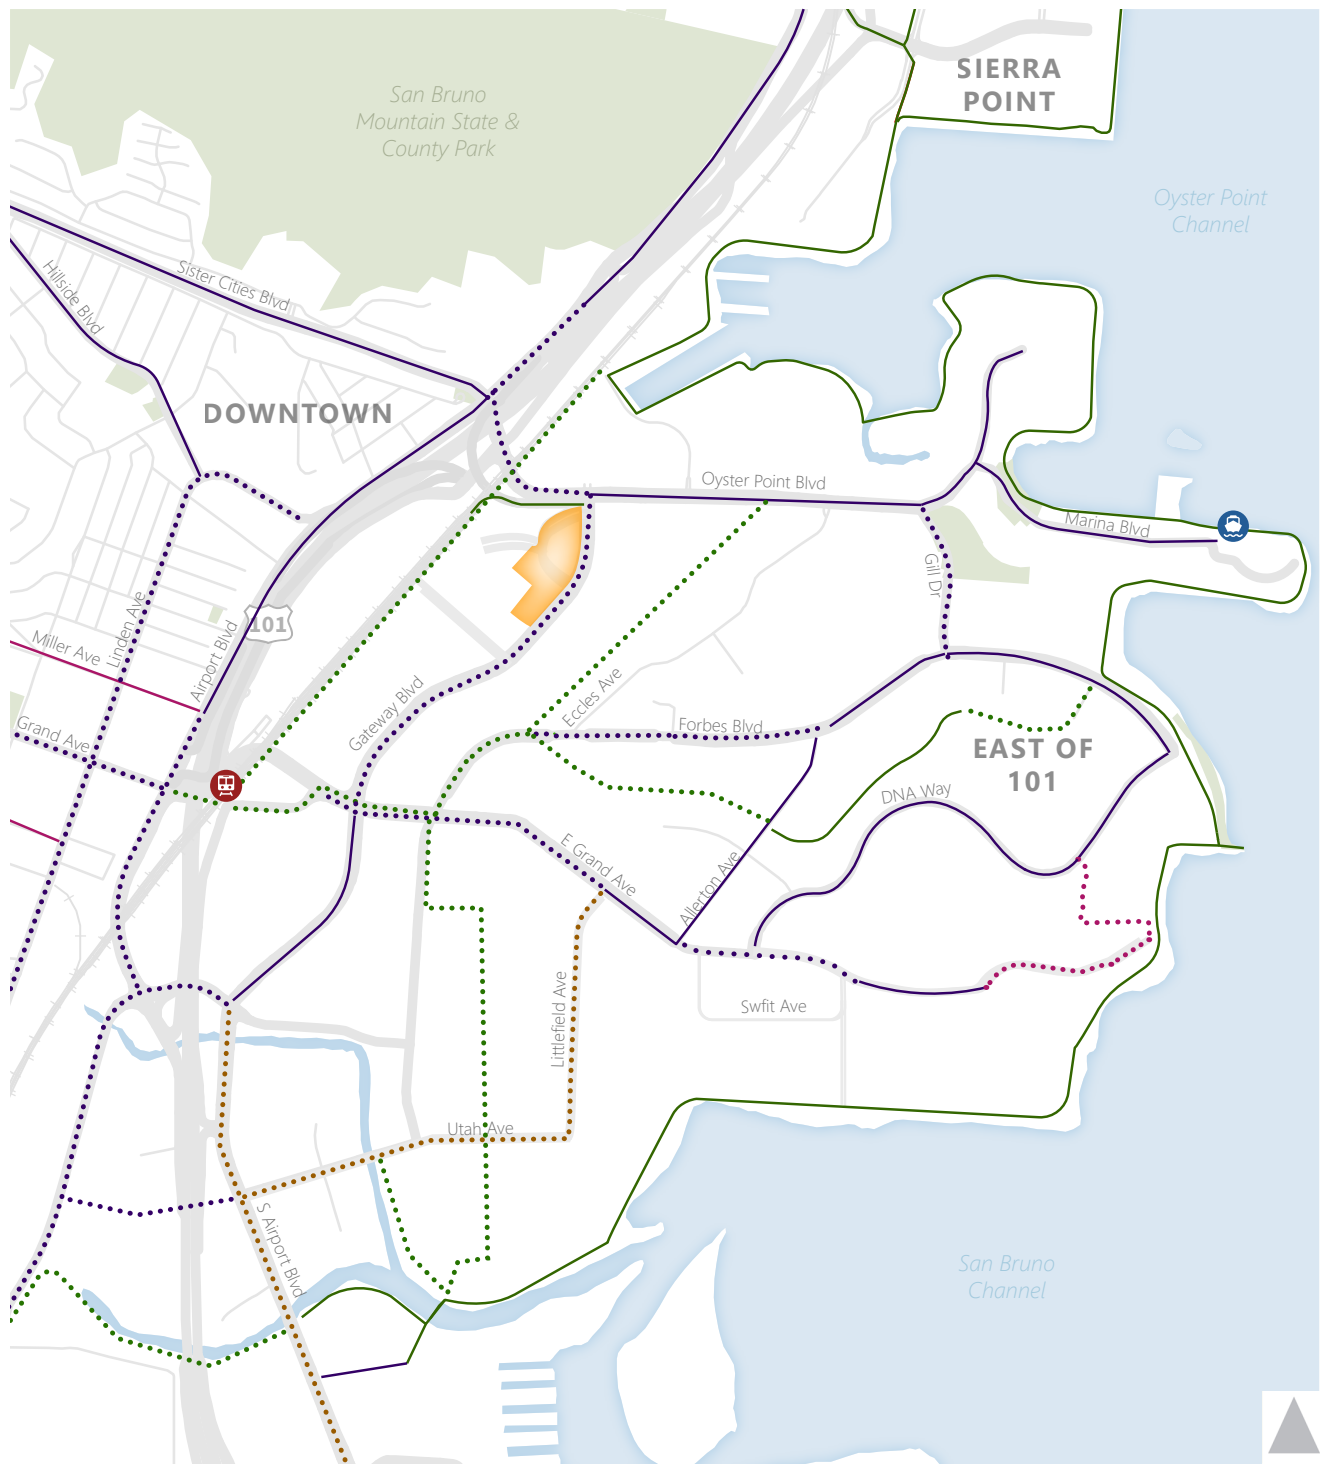 SIERRA
POINT
San Bruno
Mountain State &
County Park
Oyster Point
Channel
Sister Cities Blvd
Hillside Blvd
DOWNTOWN
Oyster Point Blvd
Marina Blvd
Gill Dr
Linden Ave
101
Miller Ave
Airport Blvd
Eccles Ave
Gateway Blvd
Grand Ave
Forbes Blvd
EAST OF
101
DNA Way
E Grand Ave
Allerton Ave
Littlefield Ave
Swfit Ave
Utah Ave
S Airport Blvd
San Bruno
Channel